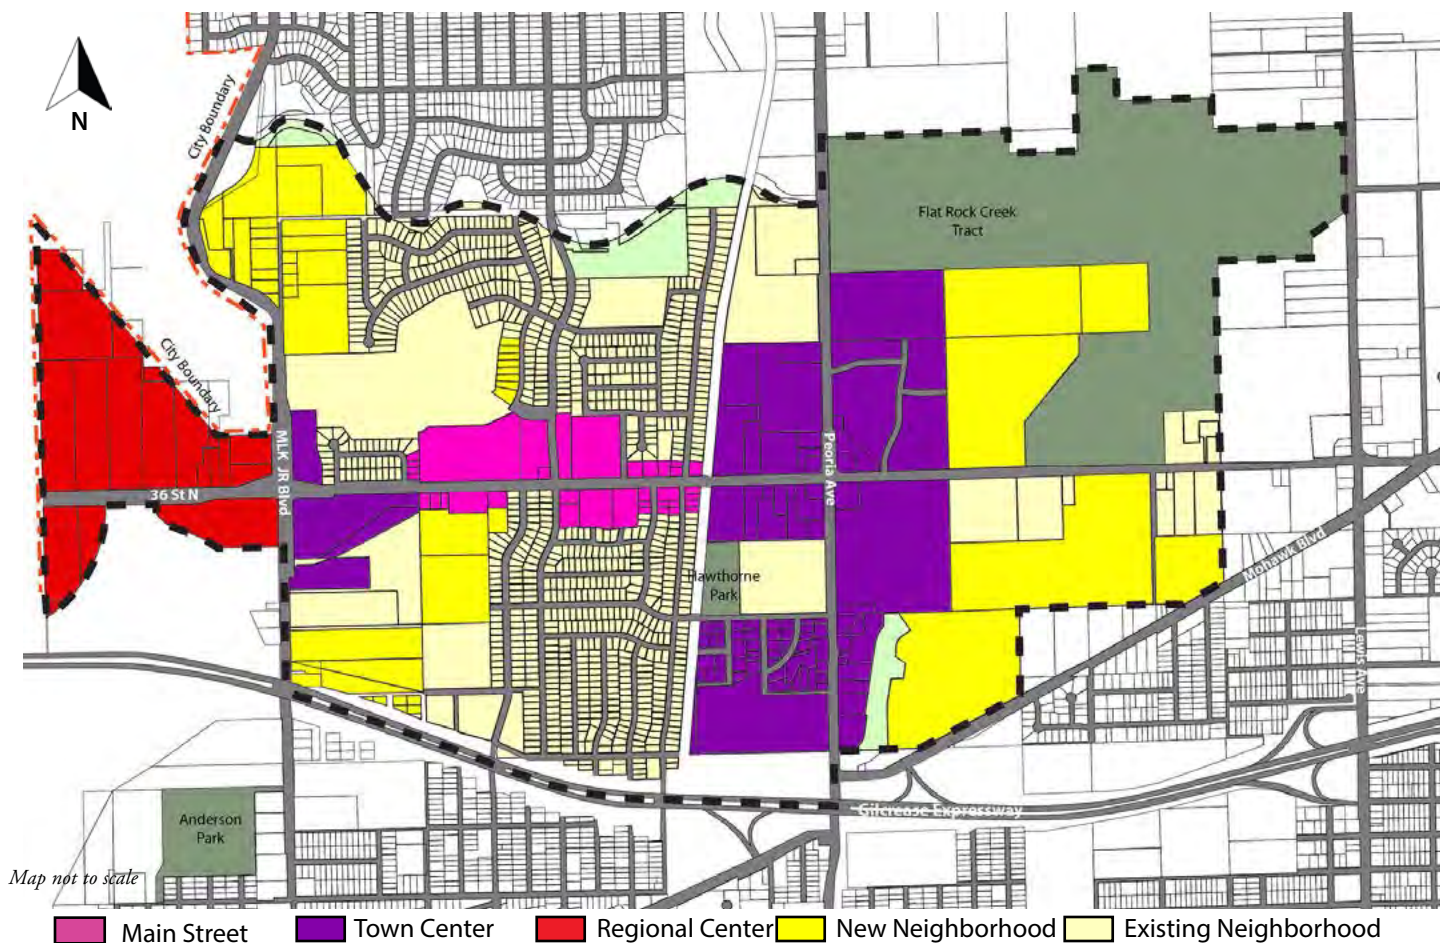 City Boundary
N
Flat Rock Creek
Tract
City Boundary
MLK JR Blvd
Peoria Ave
36 St N
Mohawk Blvd
Hawthorne
Park
Lewis Ave
Gilcrease Expressway
Anderson
Park
Map not to scale
Main Street
Town Center
Regional Center
New Neighborhood
Existing Neighborhood